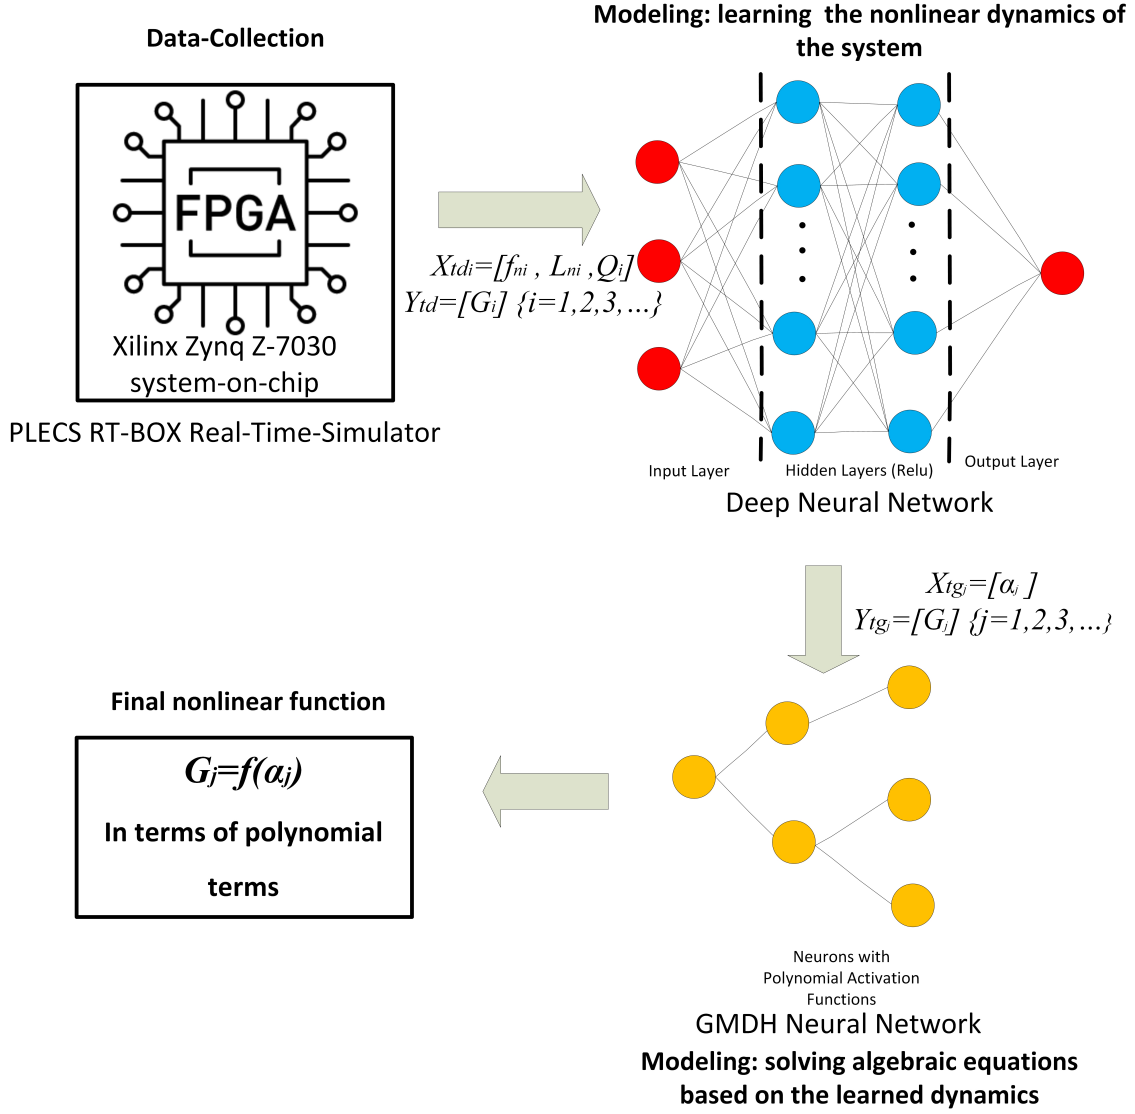 Data-Collection
FPGA
Xilinx Zynq Z-7030
system-on-chip
PLECS RT-BOX Real-Time-Simulator
Xtdi=[fni , Lni ,Qi]
Ytd=[Gi] {i=1,2,3,...}
Modeling: learning the nonlinear dynamics of
the system
Input Layer
Hidden Layers (Relu)
Output Layer
Deep Neural Network
Xtgj=[αj ]
Ytgj=[Gj] {j=1,2,3,...}
Neurons with
Polynomial Activation
Functions
GMDH Neural Network
Modeling: solving algebraic equations
based on the learned dynamics
Final nonlinear function
Gj=f(αj)
In terms of polynomial
terms